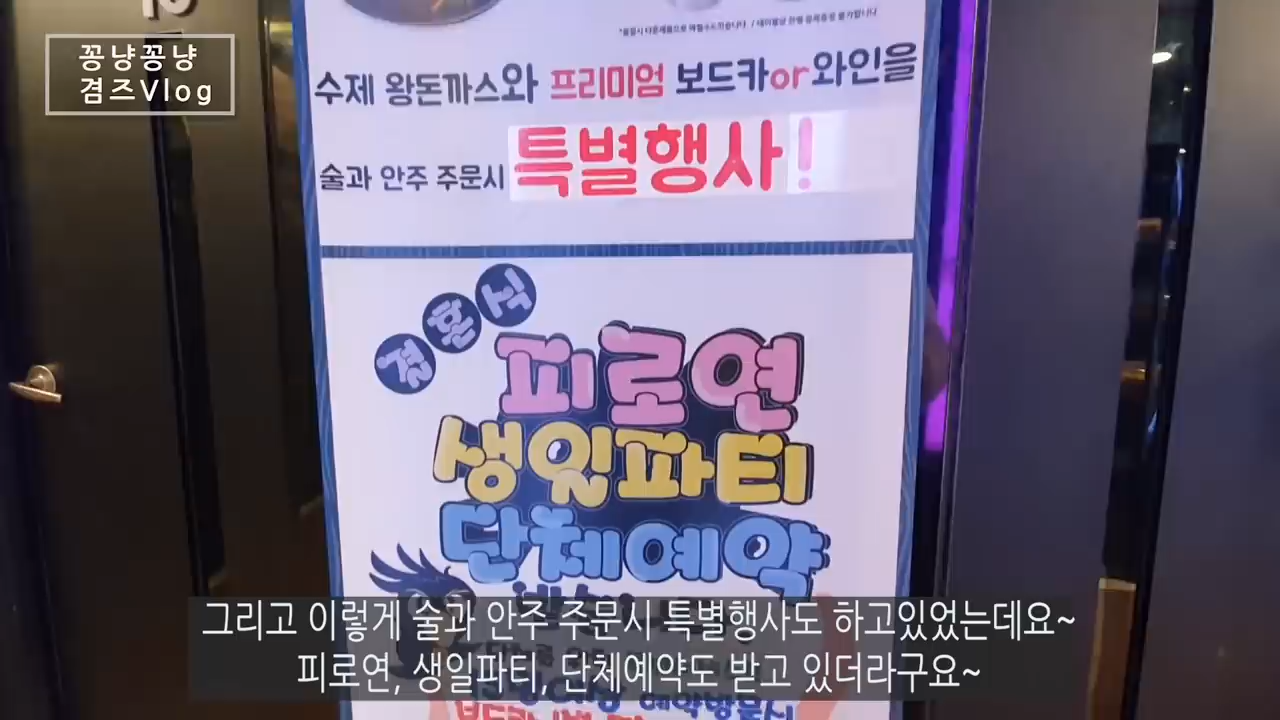 꽁냥꽁냥
겸즈Vlog
수제 왕돈까스와 프리미엄 보드카or와인을
술과 안주 주문시 특별행사!
결혼식
피로연
생일파티
단체예약
그리고 이렇게 술과 안주 주문시 특별행사도 하고있었는데요~
피로연, 생일파티, 단체예약도 받고 있더라구요~